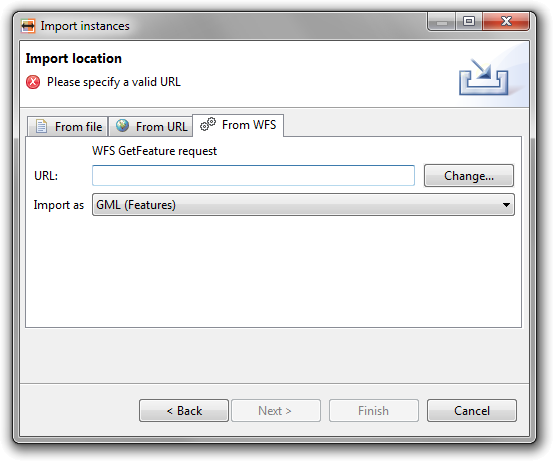 Import instances
Import location
Please specify a valid URL
From file
From URL
From WFS
WFS GetFeature request
URL:
Change...
Import as
GML (Features)
< Back
Next >
Finish
Cancel